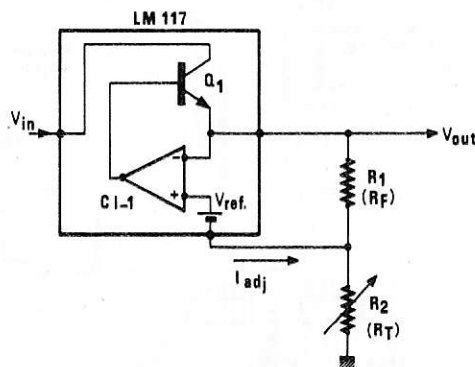 LM 117
Q1
Vin
Vout
CI-1
Vref.
R1
(RF)
Iadj
R2
(RT)
-
+